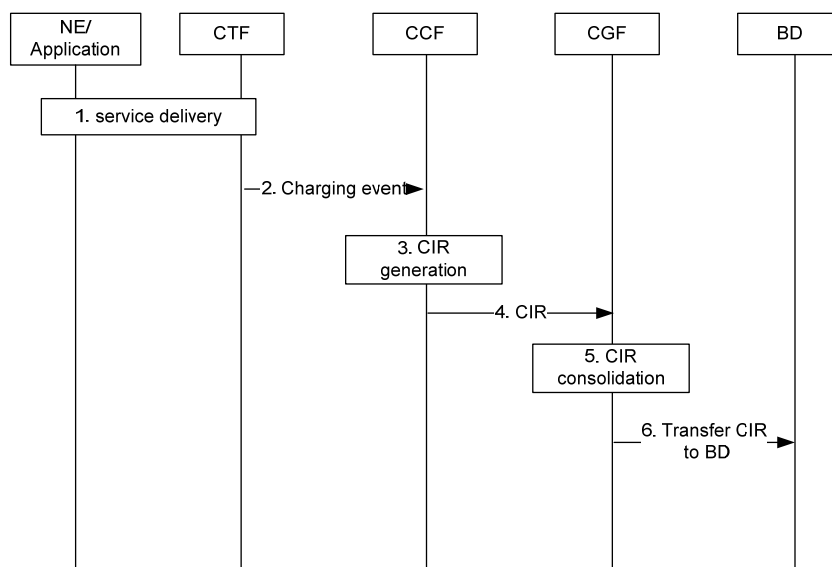 NE/
Application
CTF
CCF
CGF
BD
1. service delivery
2. Charging event
3. CIR
generation
4. CIR
5. CIR
consolidation
6. Transfer CIR
to BD